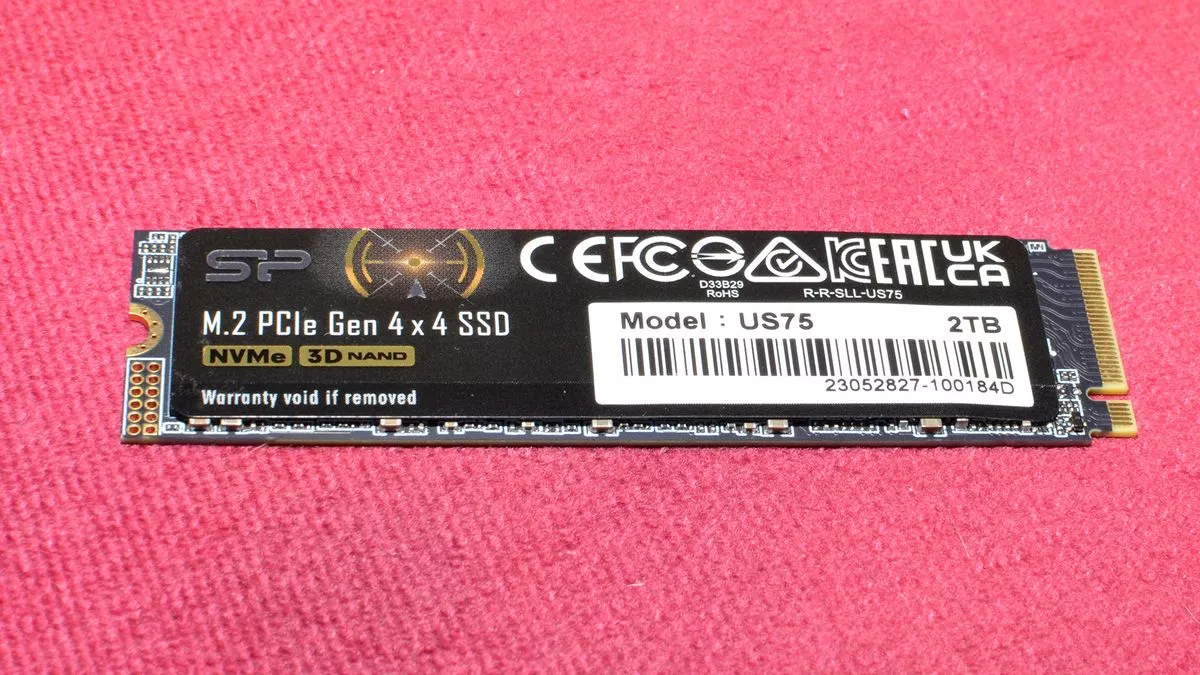 SP
CE FC UK CA
D33B29
RoHS
R-R-SLL-US75
M.2 PCIe Gen 4 x 4 SSD
NVMe 3D NAND
Warranty void if removed
Model : US75 2TB
23052827-100184D